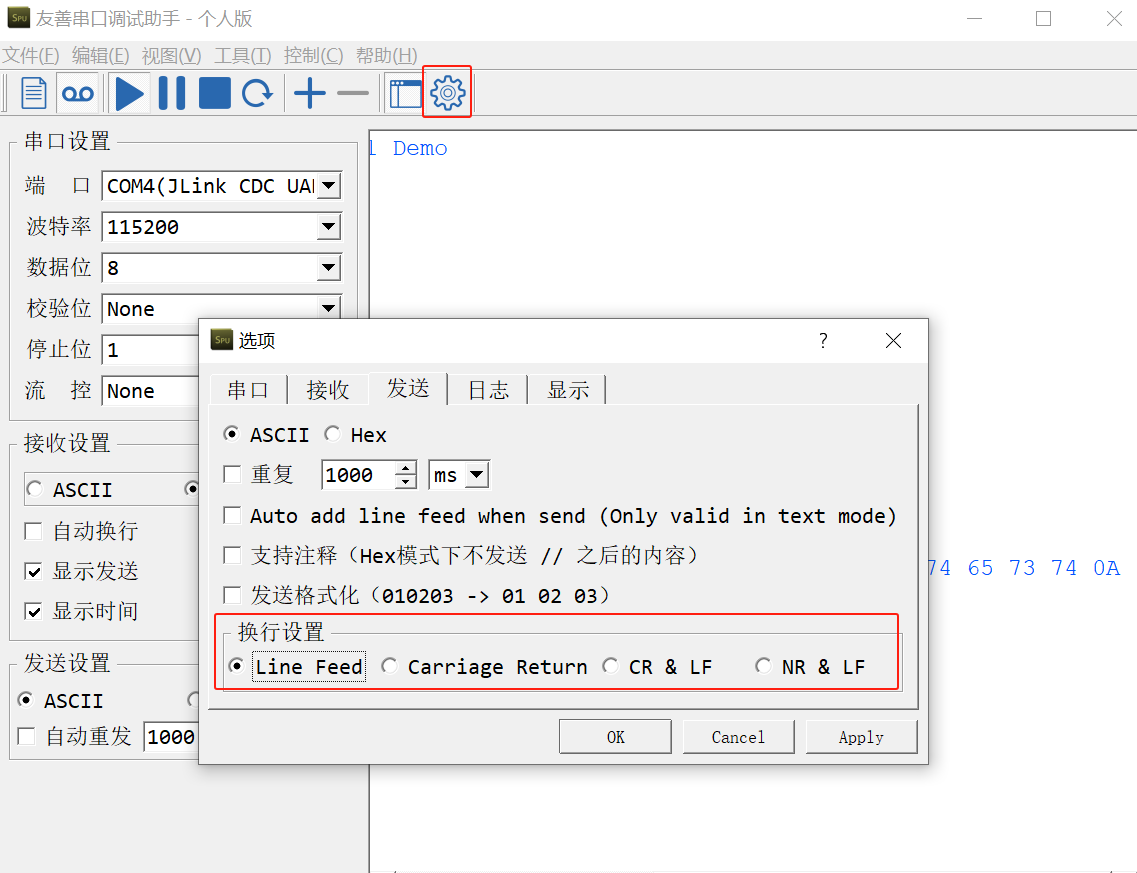 SPU 友善串口调试助手 - 个人版
文件(F) 编辑(E) 视图(V) 工具(T) 控制(C) 帮助(H)
串口设置
端 口 COM4(JLink CDC UAR
波特率 115200
数据位 8
校验位 None
停止位 1
流 控 None
接收设置
ASCII
自动换行
显示发送
显示时间
发送设置
ASCII
自动重发 1000
l Demo
74 65 73 74 0A
SPU 选项 ?
串口 接收 发送 日志 显示
ASCII Hex
重复 1000 ms
Auto add line feed when send (Only valid in text mode)
支持注释（Hex模式下不发送 // 之后的内容）
发送格式化（010203 -> 01 02 03）
换行设置
Line Feed Carriage Return CR & LF NR & LF
OK Cancel Apply